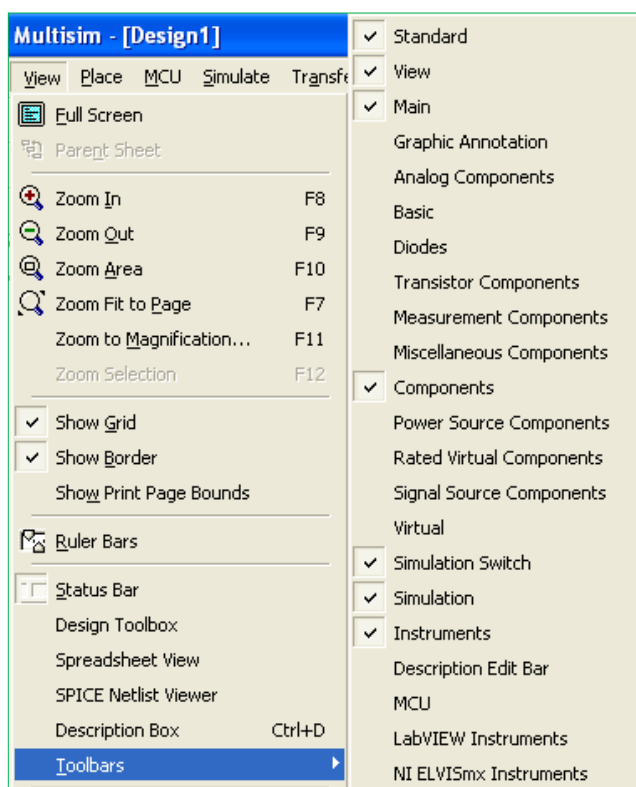 Multisim - [Design1]
View Place MCU Simulate Transfe
Full Screen
Parent Sheet
Zoom In F8
Zoom Out F9
Zoom Area F10
Zoom Fit to Page F7
Zoom to Magnification... F11
Zoom Selection F12
Show Grid
Show Border
Show Print Page Bounds
Ruler Bars
Status Bar
Design Toolbox
Spreadsheet View
SPICE Netlist Viewer
Description Box Ctrl+D
Toolbars
Standard
View
Main
Graphic Annotation
Analog Components
Basic
Diodes
Transistor Components
Measurement Components
Miscellaneous Components
Components
Power Source Components
Rated Virtual Components
Signal Source Components
Virtual
Simulation Switch
Simulation
Instruments
Description Edit Bar
MCU
LabVIEW Instruments
NI ELVISmx Instruments